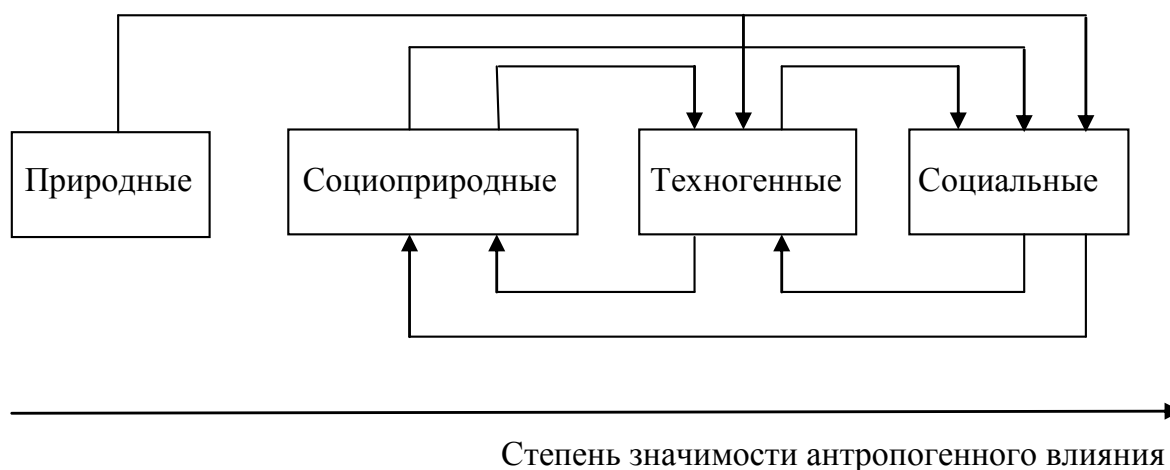 Природные
Социоприродные
Техногенные
Социальные
Степень значимости антропогенного влияния